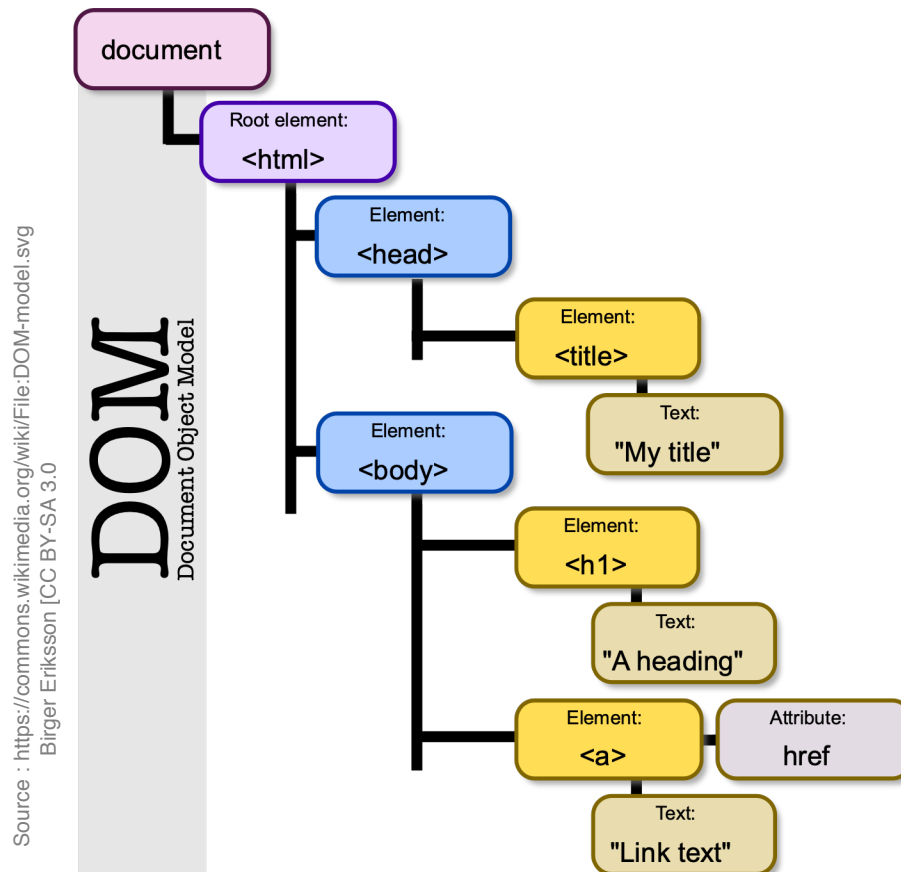 document
Root element:
<html>
Element:
<head>
Element:
<title>
Text:
"My title"
Element:
<body>
Element:
<h1>
Text:
"A heading"
Element:
<a>
Attribute:
href
Text:
"Link text"
DOM
Document Object Model
Source : https://commons.wikimedia.org/wiki/File:DOM-model.svg
Birger Eriksson [CC BY-SA 3.0